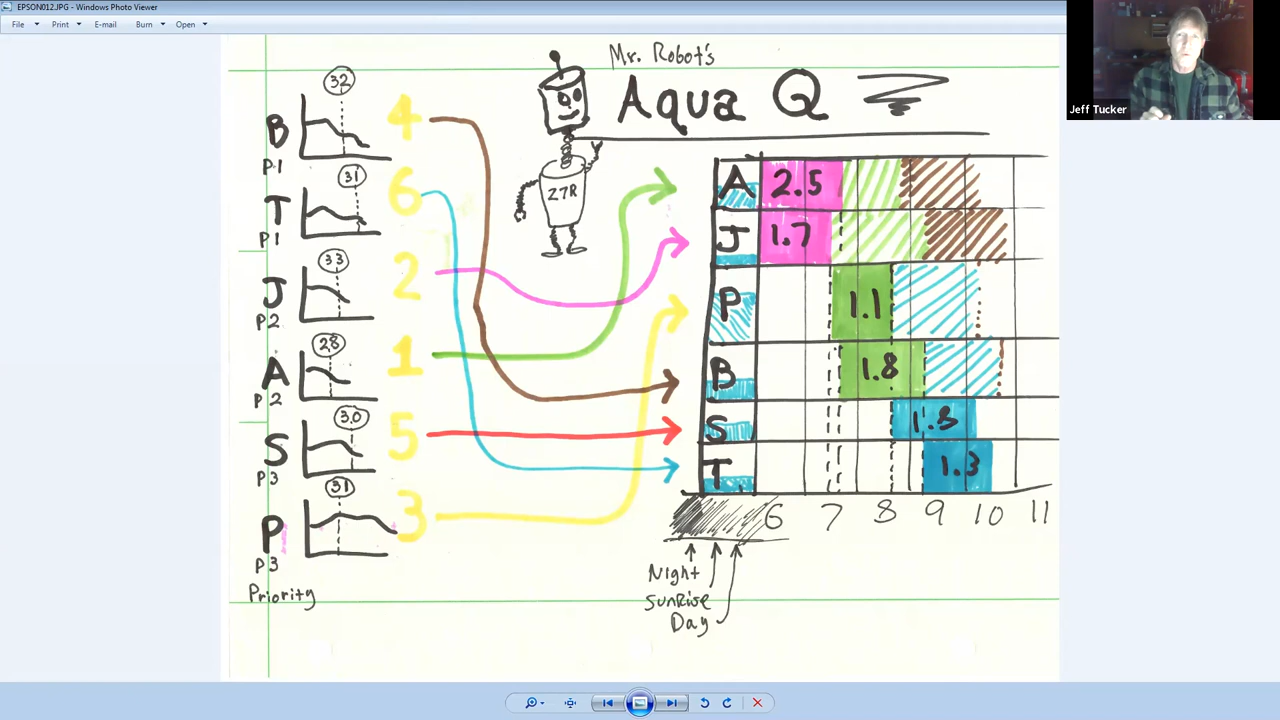 EPSON012.JPG - Windows Photo Viewer
File Print E-mail Burn Open
Jeff Tucker
Mr. Robot's
Aqua Q
Z7R
32
B 4
P1
31
T 6
P1
33
J 2
P2
28
A 1
P2
30
S 5
P3
31
P 3
P3
Priority
A 2.5
J 1.7
P 1.1
B 1.8
S 1.8
T 1.3
6 7 8 9 10 11
Night
Sunrise
Day